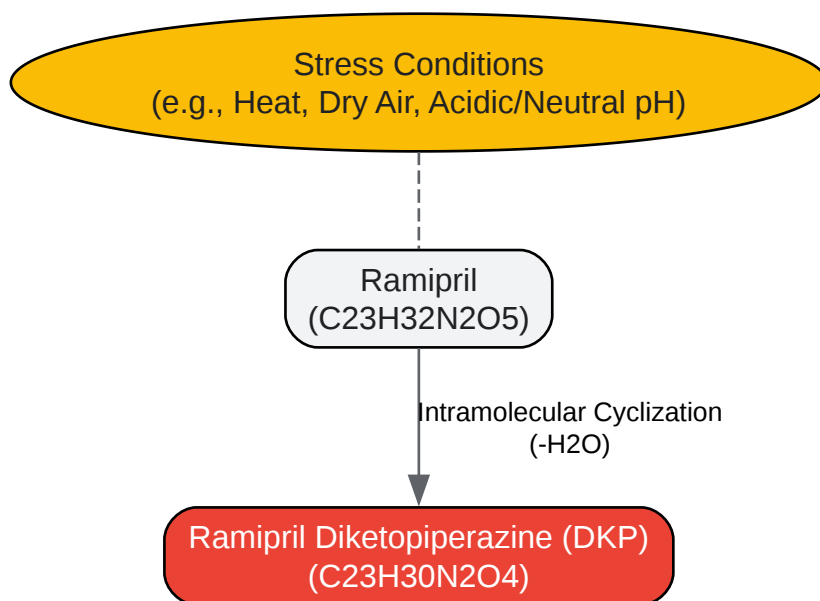 Stress Conditions
(e.g., Heat, Dry Air, Acidic/Neutral pH)
Ramipril
(C23H32N2O5)
Intramolecular Cyclization
(-H2O)
Ramipril Diketopiperazine (DKP)
(C23H30N2O4)